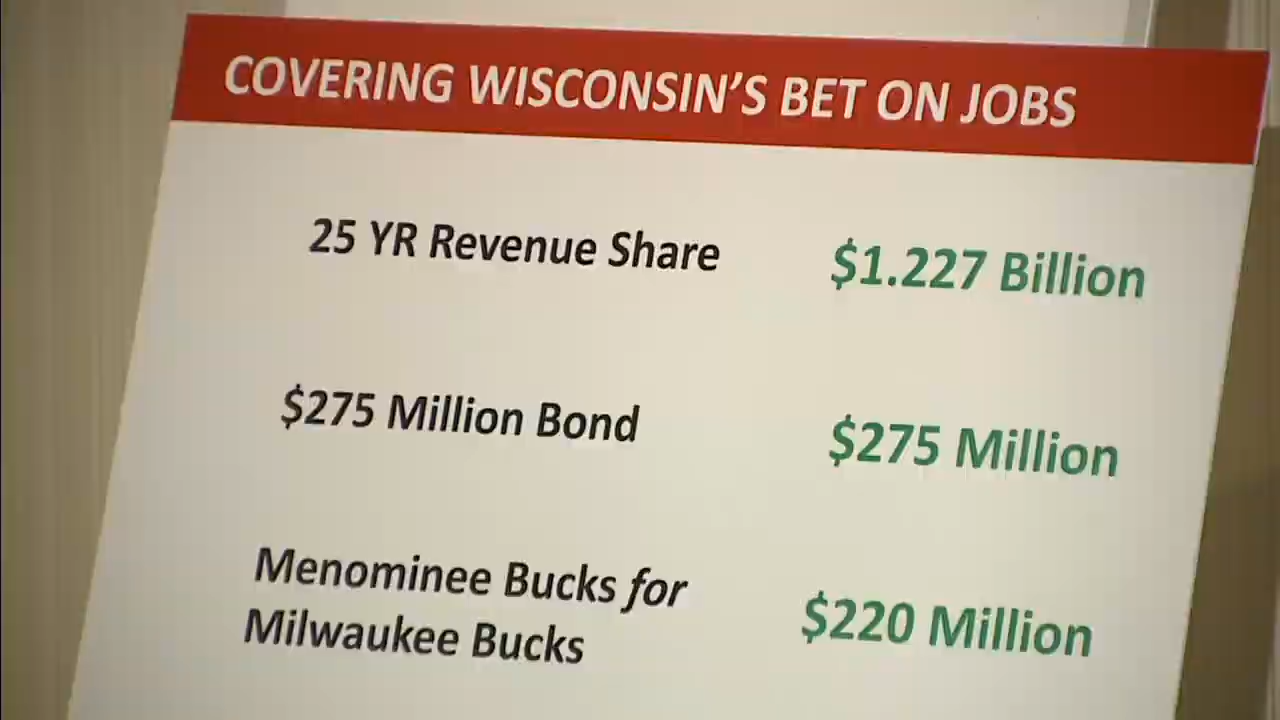 COVERING WISCONSIN'S BET ON JOBS
25 YR Revenue Share $1.227 Billion
$275 Million Bond $275 Million
Menominee Bucks for
Milwaukee Bucks $220 Million